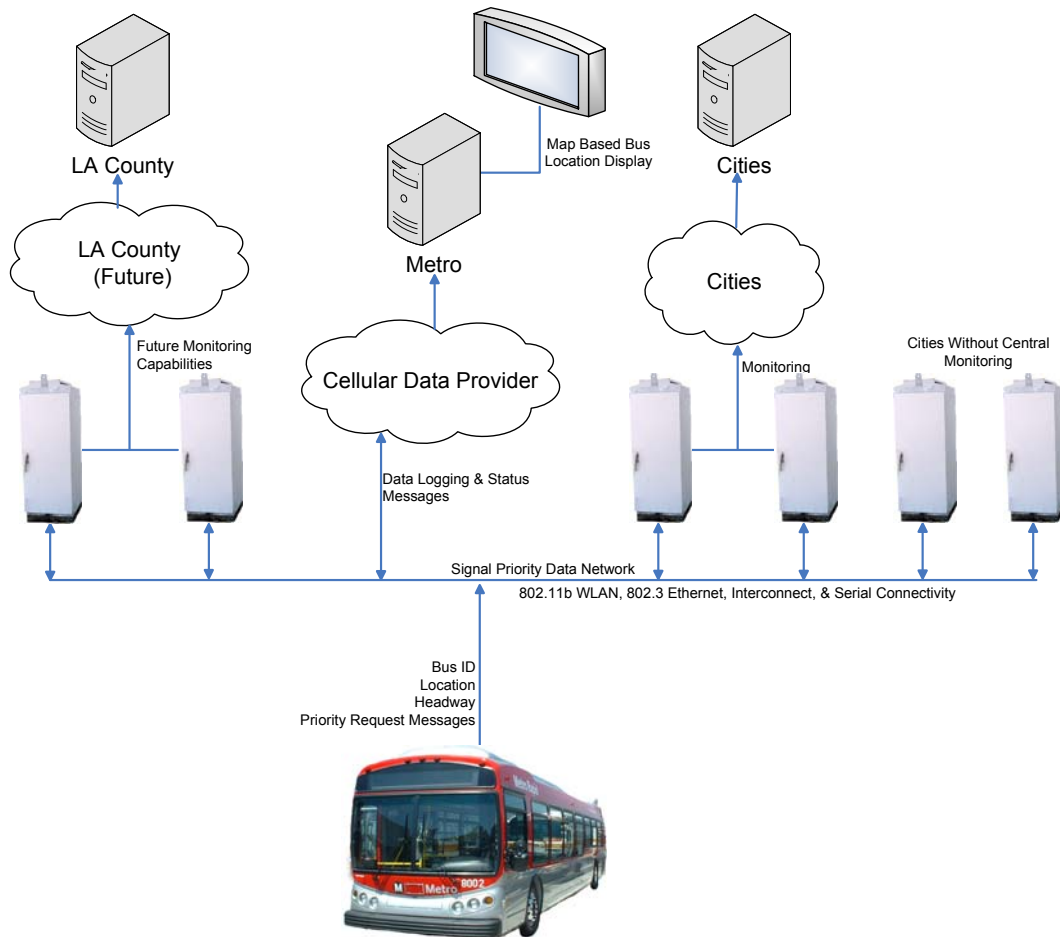 Map Based Bus
Location Display
LA County
Cities
Metro
LA County
(Future)
Cities
Cellular Data Provider
Future Monitoring
Capabilities
Monitoring
Cities Without Central
Monitoring
Data Logging & Status
Messages
Signal Priority Data Network
802.11b WLAN, 802.3 Ethernet, Interconnect, & Serial Connectivity
Bus ID
Location
Headway
Priority Request Messages
Metro Rapid
M Metro 8002